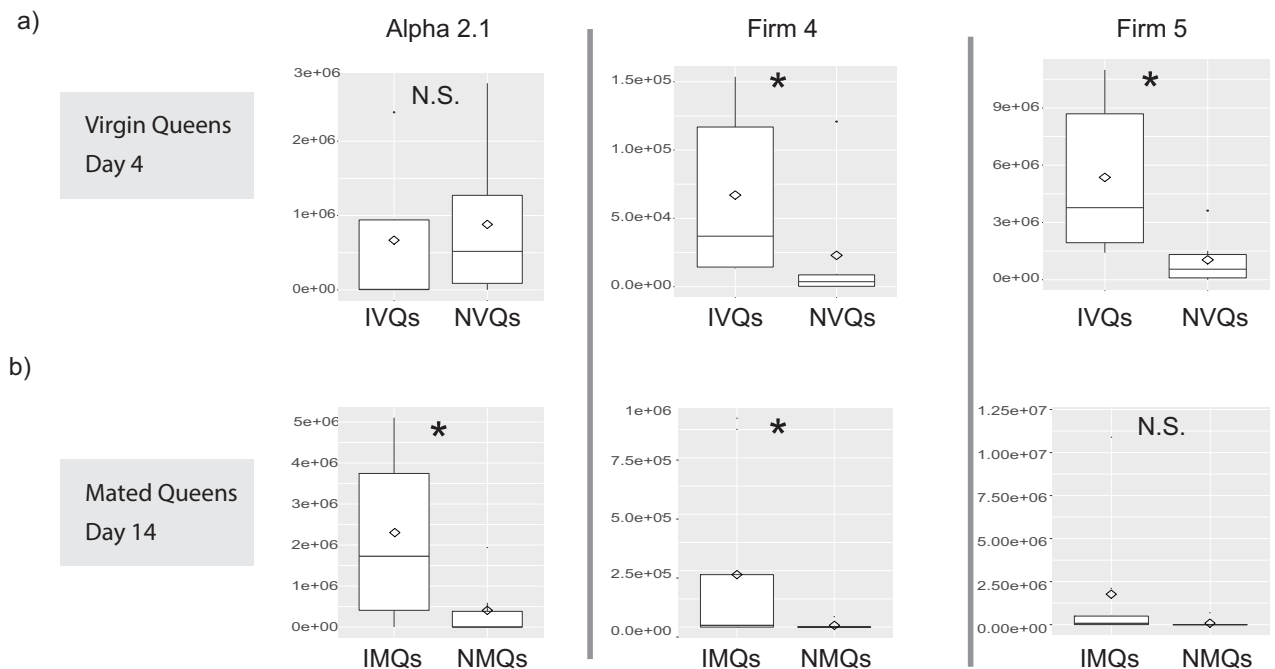 a)
Alpha 2.1
Firm 4
Firm 5
Virgin Queens
Day 4
3e+06
2e+06
1e+06
0e+00
N.S.
IVQs NVQs
1.5e+05
1.0e+05
5.0e+04
0.0e+00
*
IVQs NVQs
9e+06
6e+06
3e+06
0e+00
*
IVQs NVQs
b)
Mated Queens
Day 14
5e+06
4e+06
3e+06
2e+06
1e+06
0e+00
*
IMQs NMQs
1e+06
7.5e+05
5e+05
2.5e+05
0.0e+00
*
IMQs NMQs
1.25e+07
1.00e+07
7.50e+06
5.00e+06
2.50e+06
0.00e+00
N.S.
IMQs NMQs